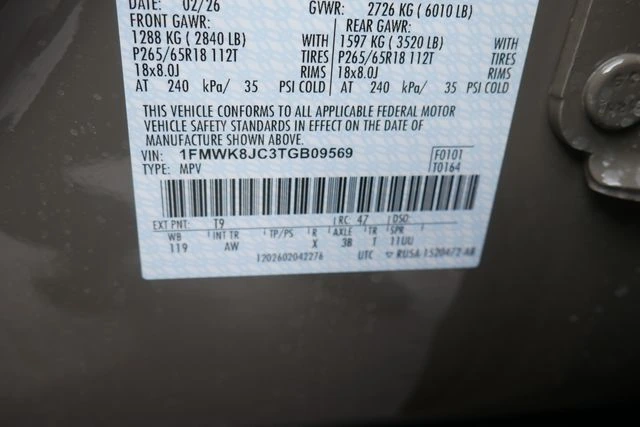 DATE: 02/26 GVWR: 2726 KG ( 6010 LB)
FRONT GAWR: REAR GAWR:
1288 KG ( 2840 LB) WITH 1597 KG ( 3520 LB) WITH
P265/65R18 112T TIRES P265/65R18 112T TIRES
18x8.0J RIMS 18x8.0J RIMS
AT 240 kPa/ 35 PSI COLD AT 240 kPa/ 35 PSI COLD
THIS VEHICLE CONFORMS TO ALL APPLICABLE FEDERAL MOTOR
VEHICLE SAFETY STANDARDS IN EFFECT ON THE DATE OF
MANUFACTURE SHOWN ABOVE.
VIN: 1FMWK8JC3TGB09569 F0101
TYPE: MPV T0164
EXT PNT: T9 RC: 47 DSO:
WB INT TR TP/PS R AXLE TR SPR
119 AW X 3B T 11UU
1202602042276 UTC RUSA-1520472-AB